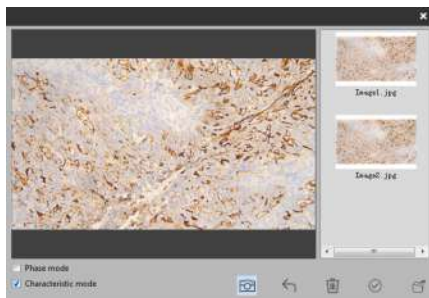 Image1.jpg
Image2.jpg
Phase mode
Characteristic mode